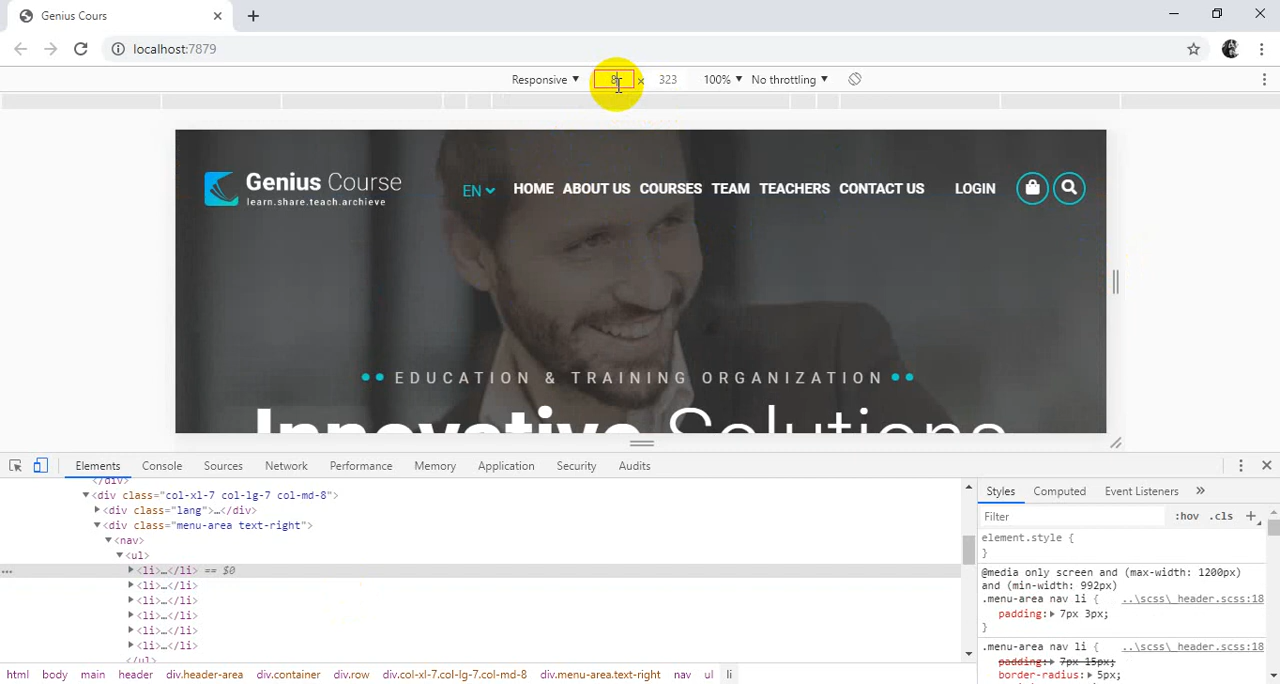 Genius Cours
localhost:7879
Responsive 8 × 323 100% No throttling
Genius Course
learn.share.teach.archieve
EN HOME ABOUT US COURSES TEAM TEACHERS CONTACT US LOGIN
EDUCATION & TRAINING ORGANIZATION
Innovative Solutions
Elements Console Sources Network Performance Memory Application Security Audits
</div>
<div class="col-xl-7 col-lg-7 col-md-8">
<div class="lang">…</div>
<div class="menu-area text-right">
<nav>
<ul>
<li>…</li> == $0
<li>…</li>
<li>…</li>
<li>…</li>
<li>…</li>
<li>…</li>
</ul>
html body main header div.header-area div.container div.row div.col-xl-7.col-lg-7.col-md-8 div.menu-area.text-right nav ul li
Styles Computed Event Listeners »
Filter :hov .cls +
element.style {
}
@media only screen and (max-width: 1200px)
and (min-width: 992px)
.menu-area nav li { ..\scss\_header.scss:18
padding: 7px 3px;
}
.menu-area nav li { ..\scss\_header.scss:18
padding: 7px 15px;
border-radius: 5px;